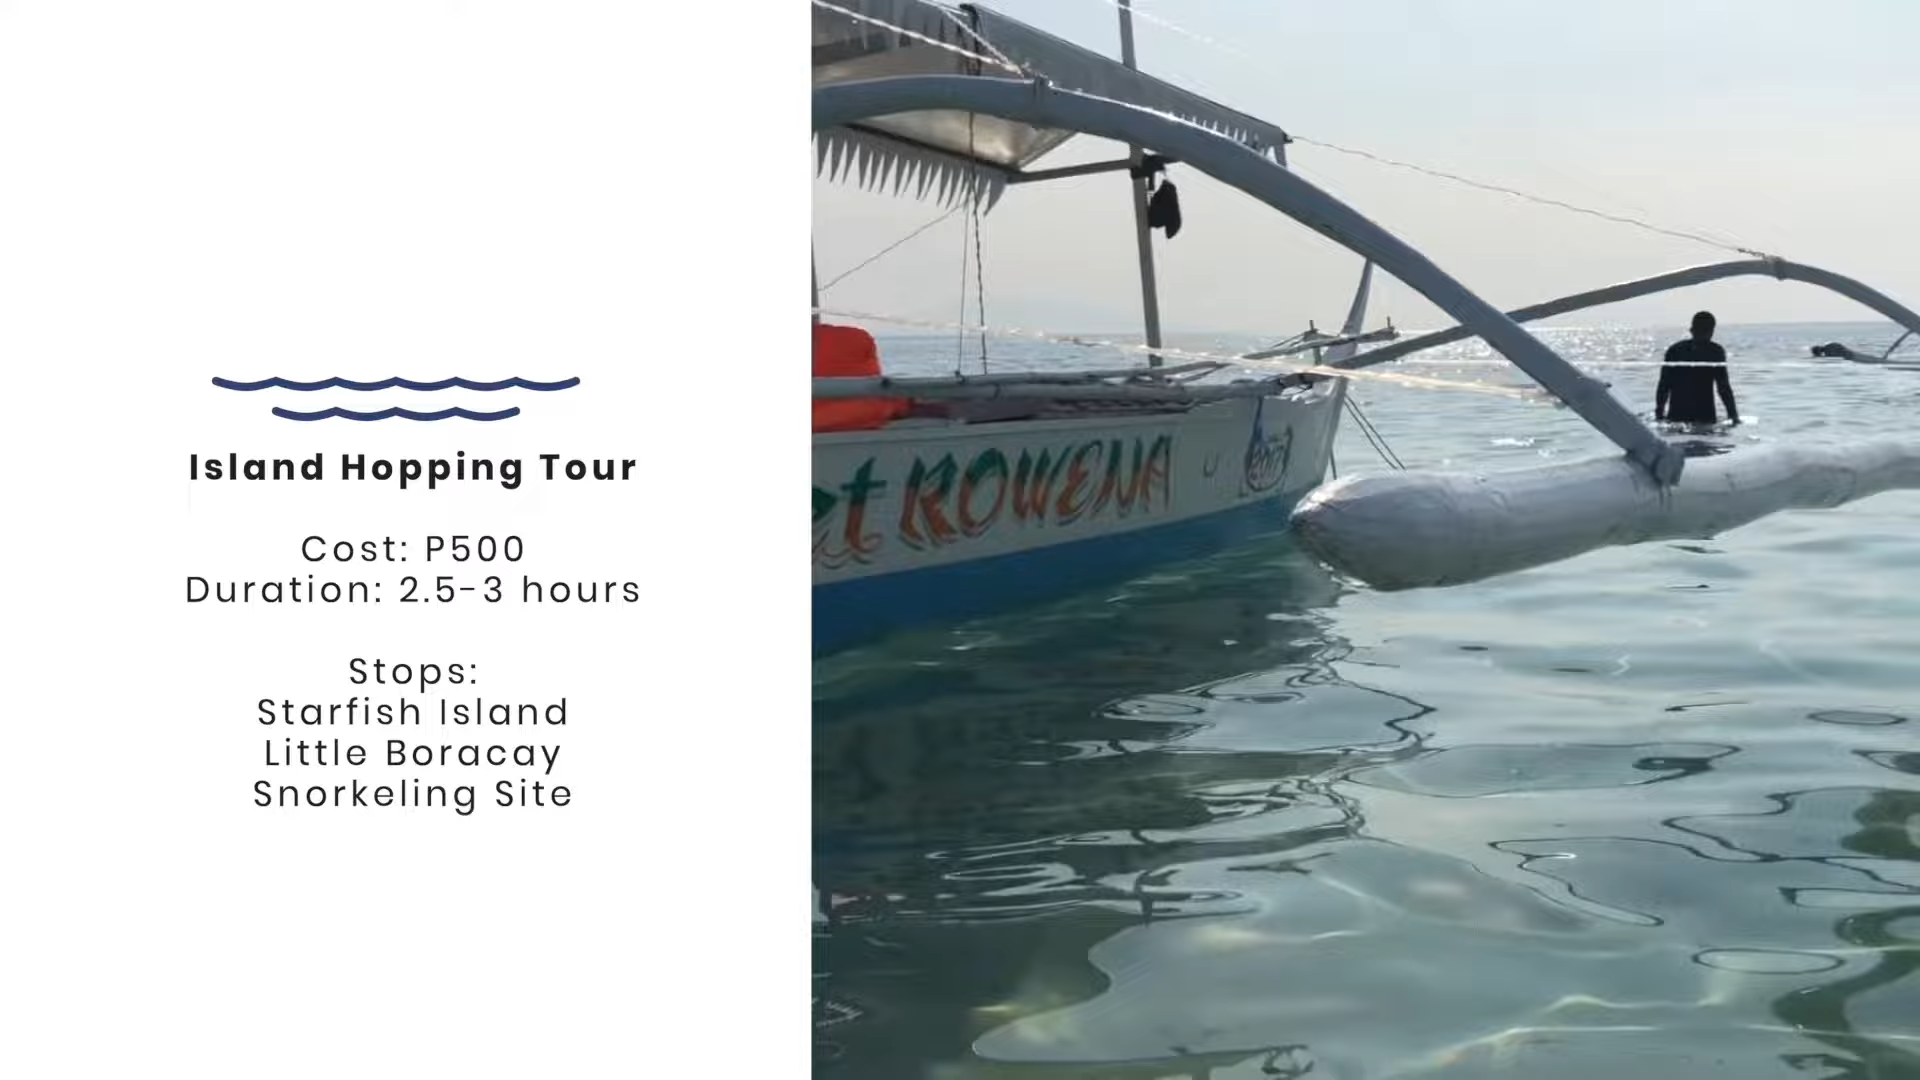 Island Hopping Tour
Cost: P500
Duration: 2.5-3 hours
Stops:
Starfish Island
Little Boracay
Snorkeling Site
t ROWENA